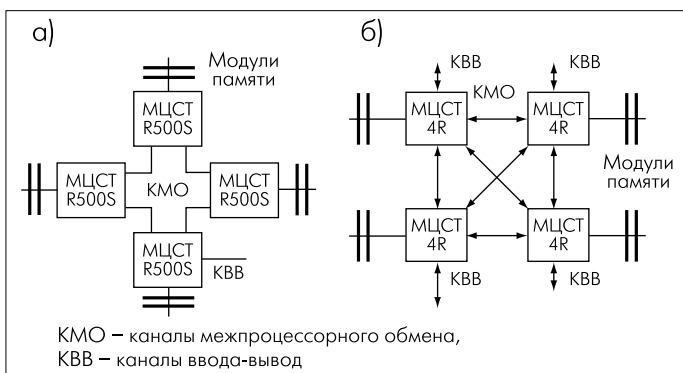 а)
Модули
памяти
МЦСТ
R500S
МЦСТ
R500S
КМО
МЦСТ
R500S
МЦСТ
R500S
КВВ
б)
КВВ
КВВ
КМО
МЦСТ
4R
МЦСТ
4R
Модули
памяти
МЦСТ
4R
МЦСТ
4R
КВВ
КВВ
КМО – каналы межпроцессорного обмена,
КВВ – каналы ввода-вывод